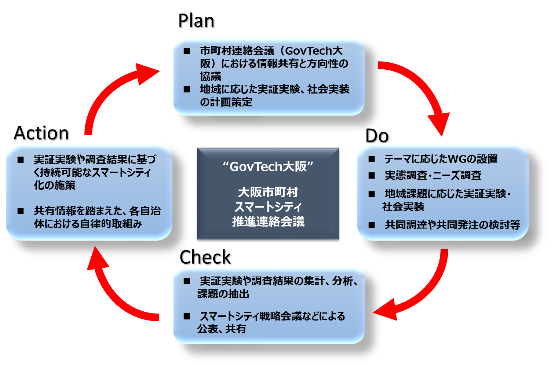 Plan
■ 市町村連絡会議（GovTech大
阪）における情報共有と方向性の
協議
■ 地域に応じた実証実験、社会実装
の計画策定
Action
■ 実証実験や調査結果に基づ
く持続可能なスマートシティ
化の施策
■ 共有情報を踏まえた、各自治
体における自律的取組み
“GovTech大阪”
大阪市町村
スマートシティ
推進連絡会議
Do
■ テーマに応じたWGの設置
■ 実態調査・ニーズ調査
■ 地域課題に応じた実証実験・
社会実装
■ 共同調達や共同発注の検討等
Check
■ 実証実験や調査結果の集計、分析、
課題の抽出
■ スマートシティ戦略会議などによる
公表、共有